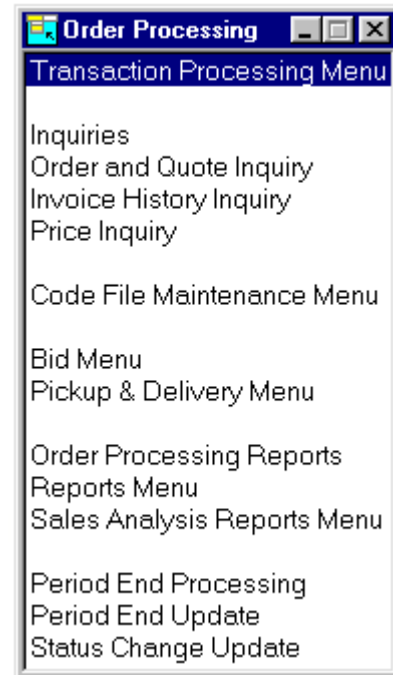 Order Processing
Transaction Processing Menu
Inquiries
Order and Quote Inquiry
Invoice History Inquiry
Price Inquiry
Code File Maintenance Menu
Bid Menu
Pickup & Delivery Menu
Order Processing Reports
Reports Menu
Sales Analysis Reports Menu
Period End Processing
Period End Update
Status Change Update